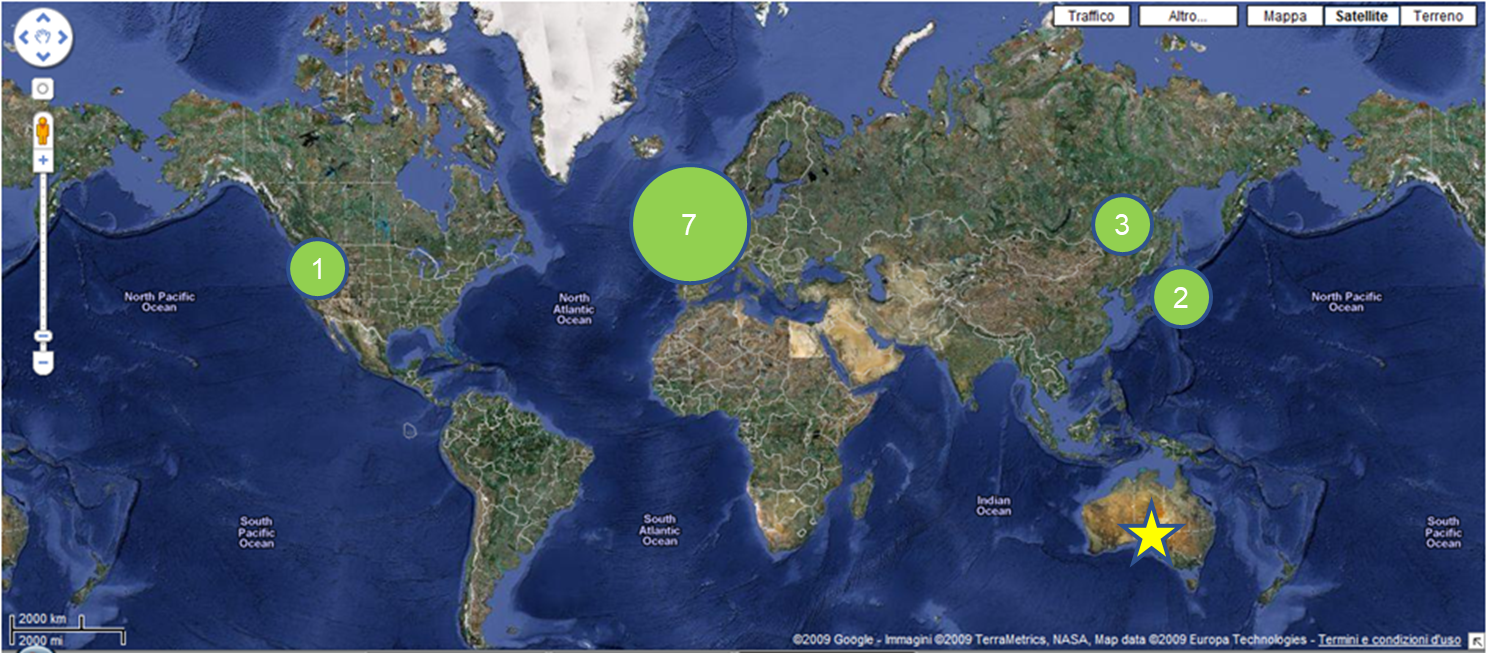 Traffico
Altro...
Mappa
Satellite
Terreno
7
3
1
2
North Pacific
Ocean
North
Atlantic
Ocean
North Pacific
Ocean
South
Pacific
Ocean
South
Atlantic
Ocean
Indian
Ocean
South
Pacific
Ocean
2000 km
2000 mi
©2009 Google - Immagini ©2009 TerraMetrics, NASA, Map data ©2009 Europa Technologies - Termini e condizioni d'uso